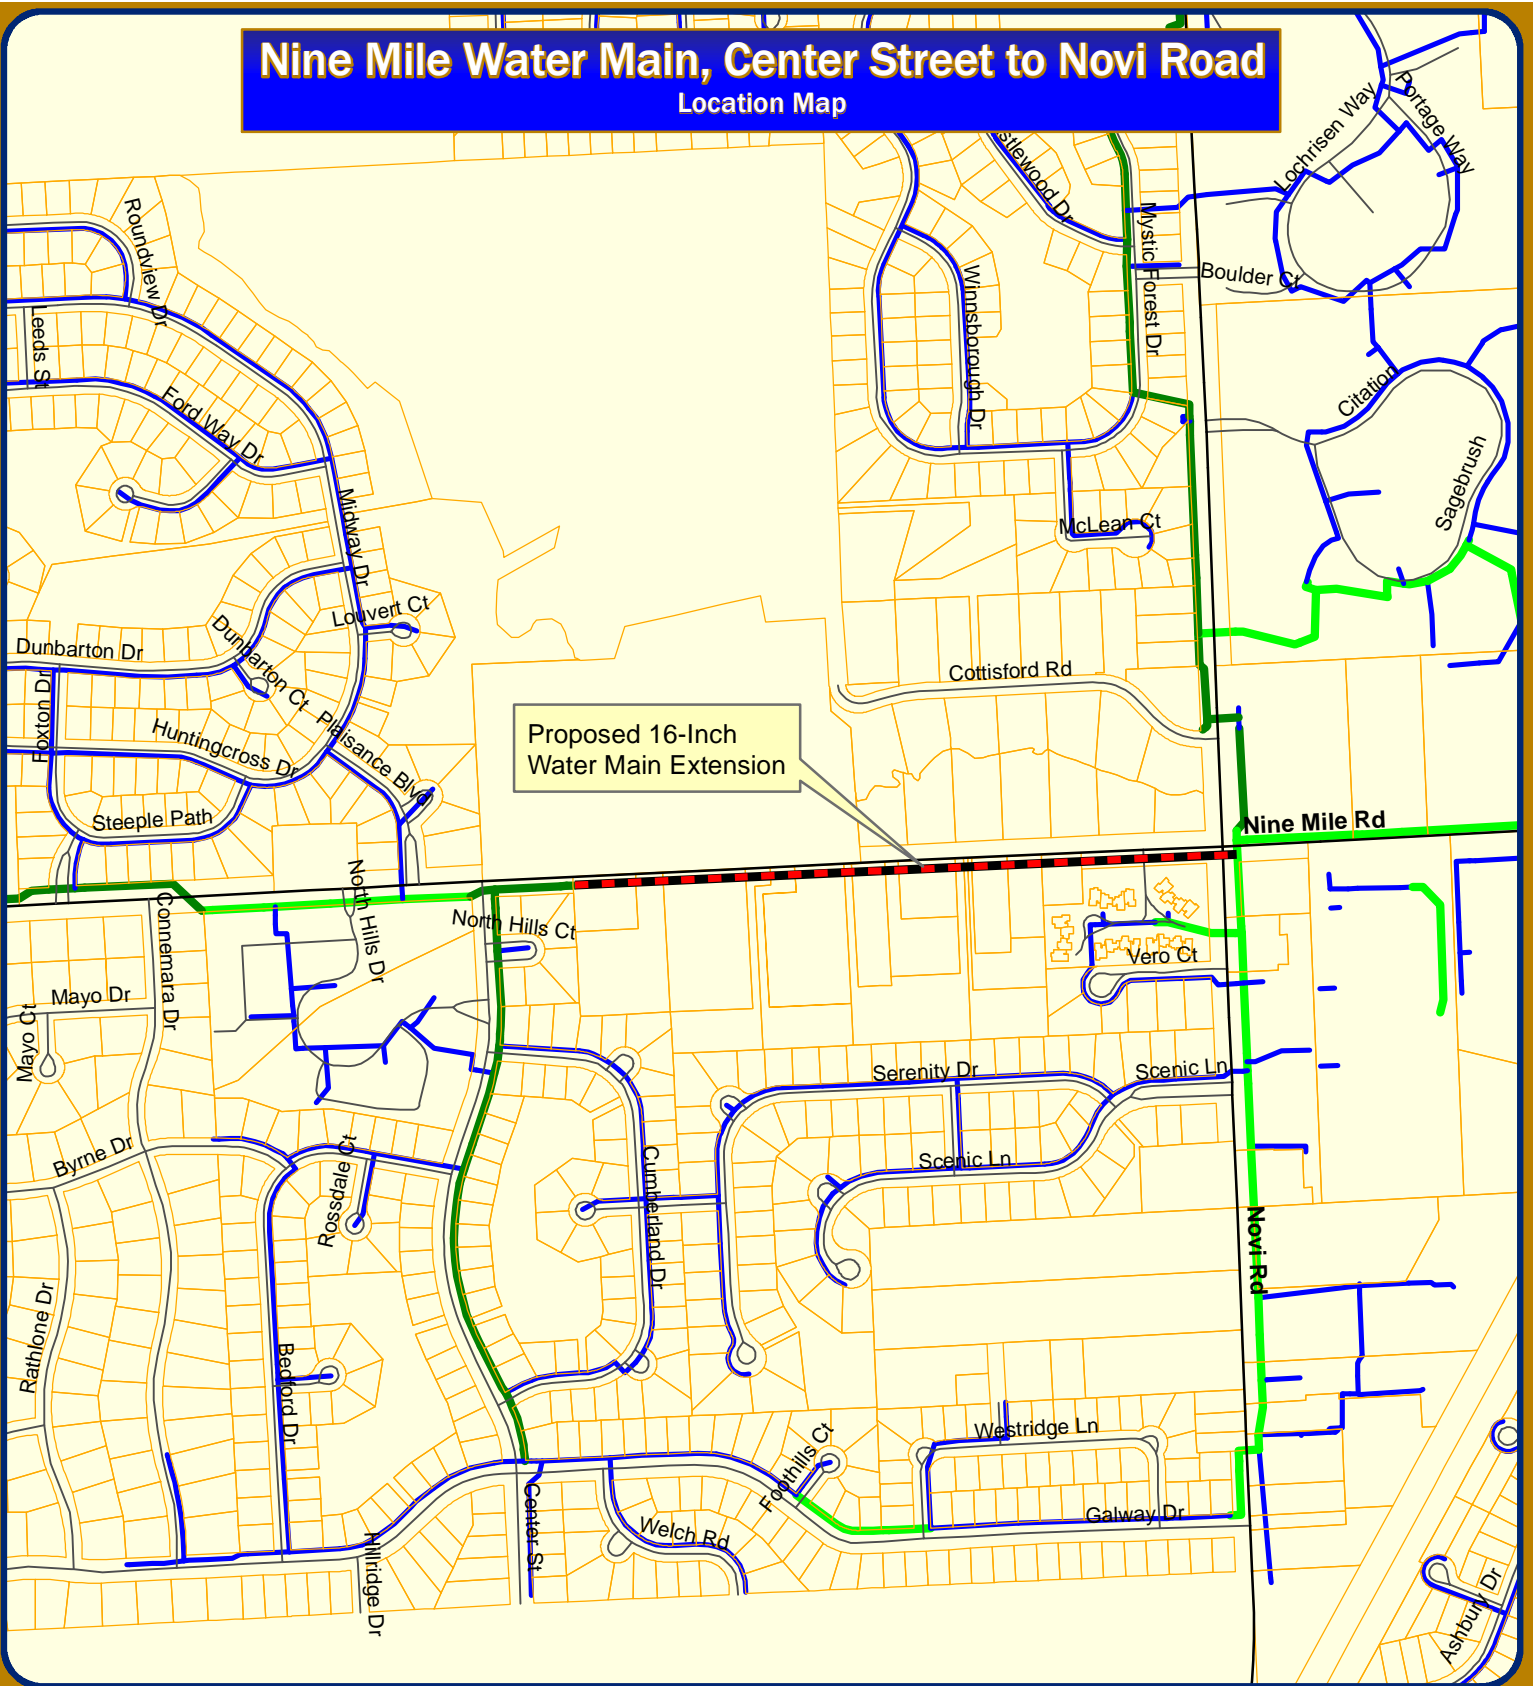 Nine Mile Water Main, Center Street to Novi Road
Location Map
Lochrisen Way
Portage Way
stlewood Dr
Mystic Forest Dr
Roundview Dr
Winnsborough Dr
Boulder Ct
Leeds St
Ford Way Dr
Citation
Sagebrush
Midway Dr
McLean Ct
Louvert Ct
Dunbarton Dr
Dunbarton Ct
Cottisford Rd
Foxton Dr
Huntingcross Dr
Plaisance Blvd
Proposed 16-Inch
Water Main Extension
Steeple Path
Nine Mile Rd
North Hills Dr
Connemara Dr
North Hills Ct
Vero Ct
Mayo Dr
Mayo Ct
Serenity Dr
Scenic Ln
Byrne Dr
Rossdale Ct
Cumberland Dr
Scenic Ln
Novi Rd
Rathlone Dr
Bedford Dr
Foothills Ct
Westridge Ln
Center St
Welch Rd
Galway Dr
Hillridge Dr
Ashbury Dr